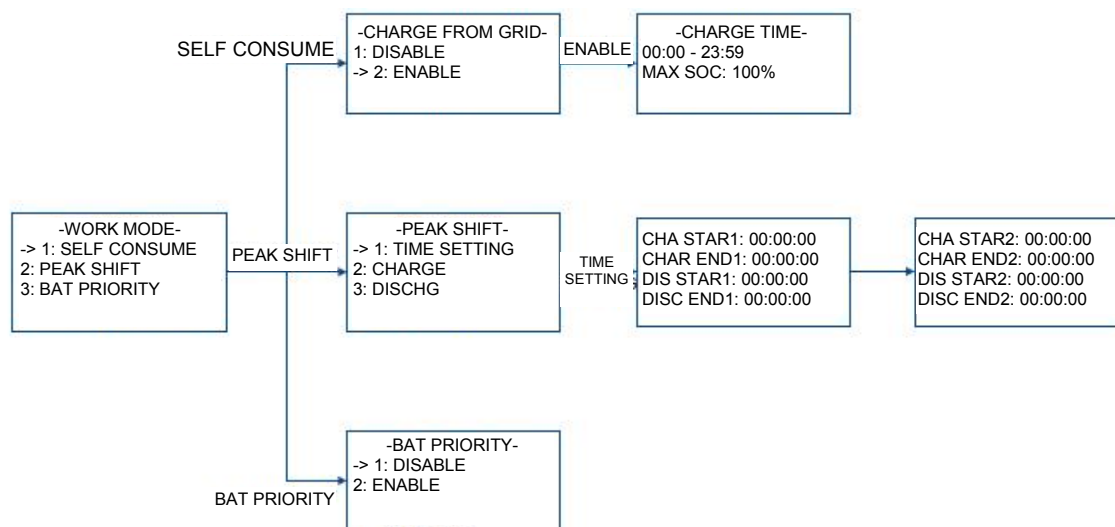 SELF CONSUME
-CHARGE FROM GRID-
1: DISABLE
-> 2: ENABLE
ENABLE
-CHARGE TIME-
00:00 - 23:59
MAX SOC: 100%
-WORK MODE-
-> 1: SELF CONSUME
2: PEAK SHIFT
3: BAT PRIORITY
PEAK SHIFT
-PEAK SHIFT-
-> 1: TIME SETTING
2: CHARGE
3: DISCHG
TIME
SETTING
CHA STAR1: 00:00:00
CHAR END1: 00:00:00
DIS STAR1: 00:00:00
DISC END1: 00:00:00
CHA STAR2: 00:00:00
CHAR END2: 00:00:00
DIS STAR2: 00:00:00
DISC END2: 00:00:00
BAT PRIORITY
-BAT PRIORITY-
-> 1: DISABLE
2: ENABLE